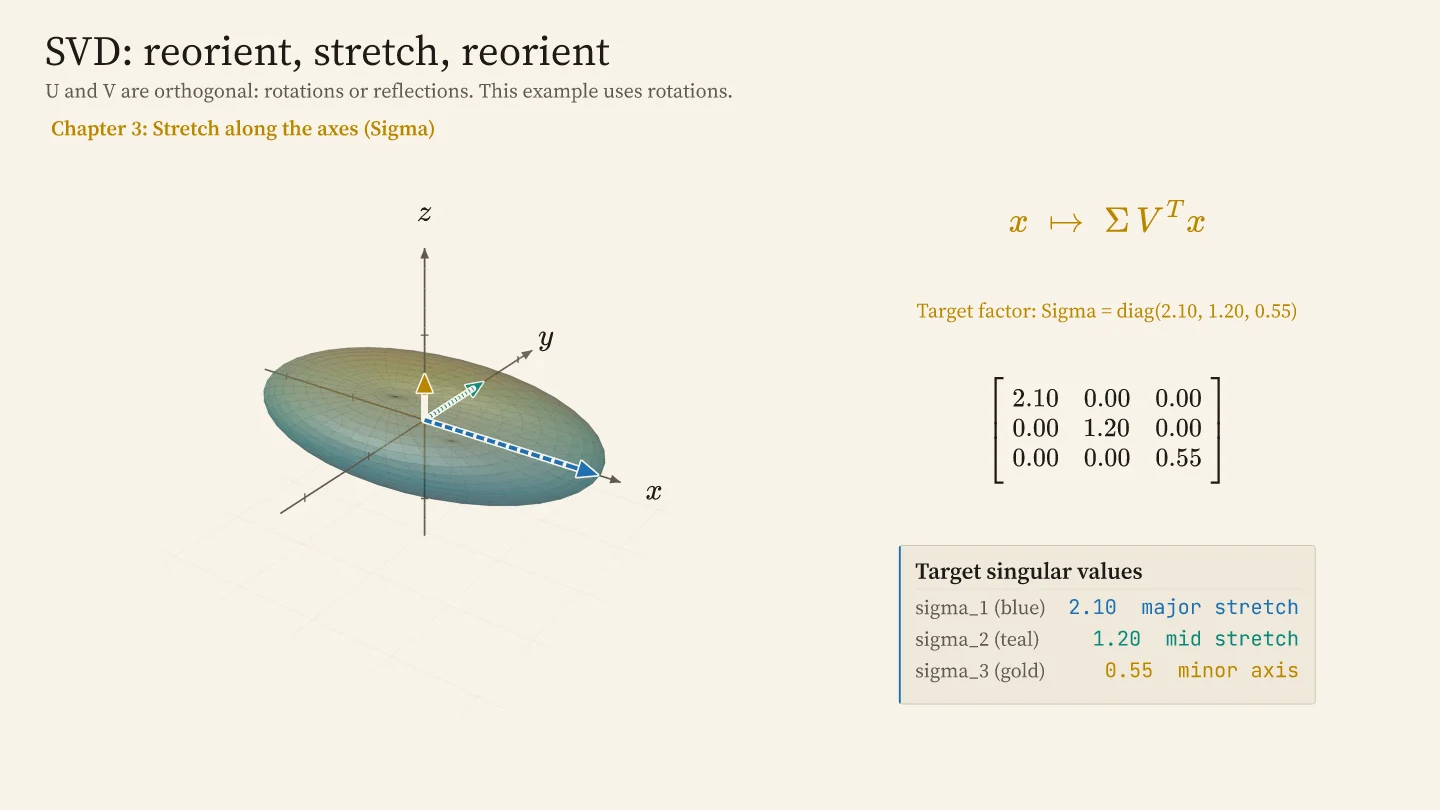 SVD: reorient, stretch, reorient
U and V are orthogonal: rotations or reflections. This example uses rotations.
Chapter 3: Stretch along the axes (Sigma)
z
y
x
x ↦ Σ V^T x
Target factor: Sigma = diag(2.10, 1.20, 0.55)
2.10 0.00 0.00
0.00 1.20 0.00
0.00 0.00 0.55
Target singular values
sigma_1 (blue) 2.10 major stretch
sigma_2 (teal) 1.20 mid stretch
sigma_3 (gold) 0.55 minor axis